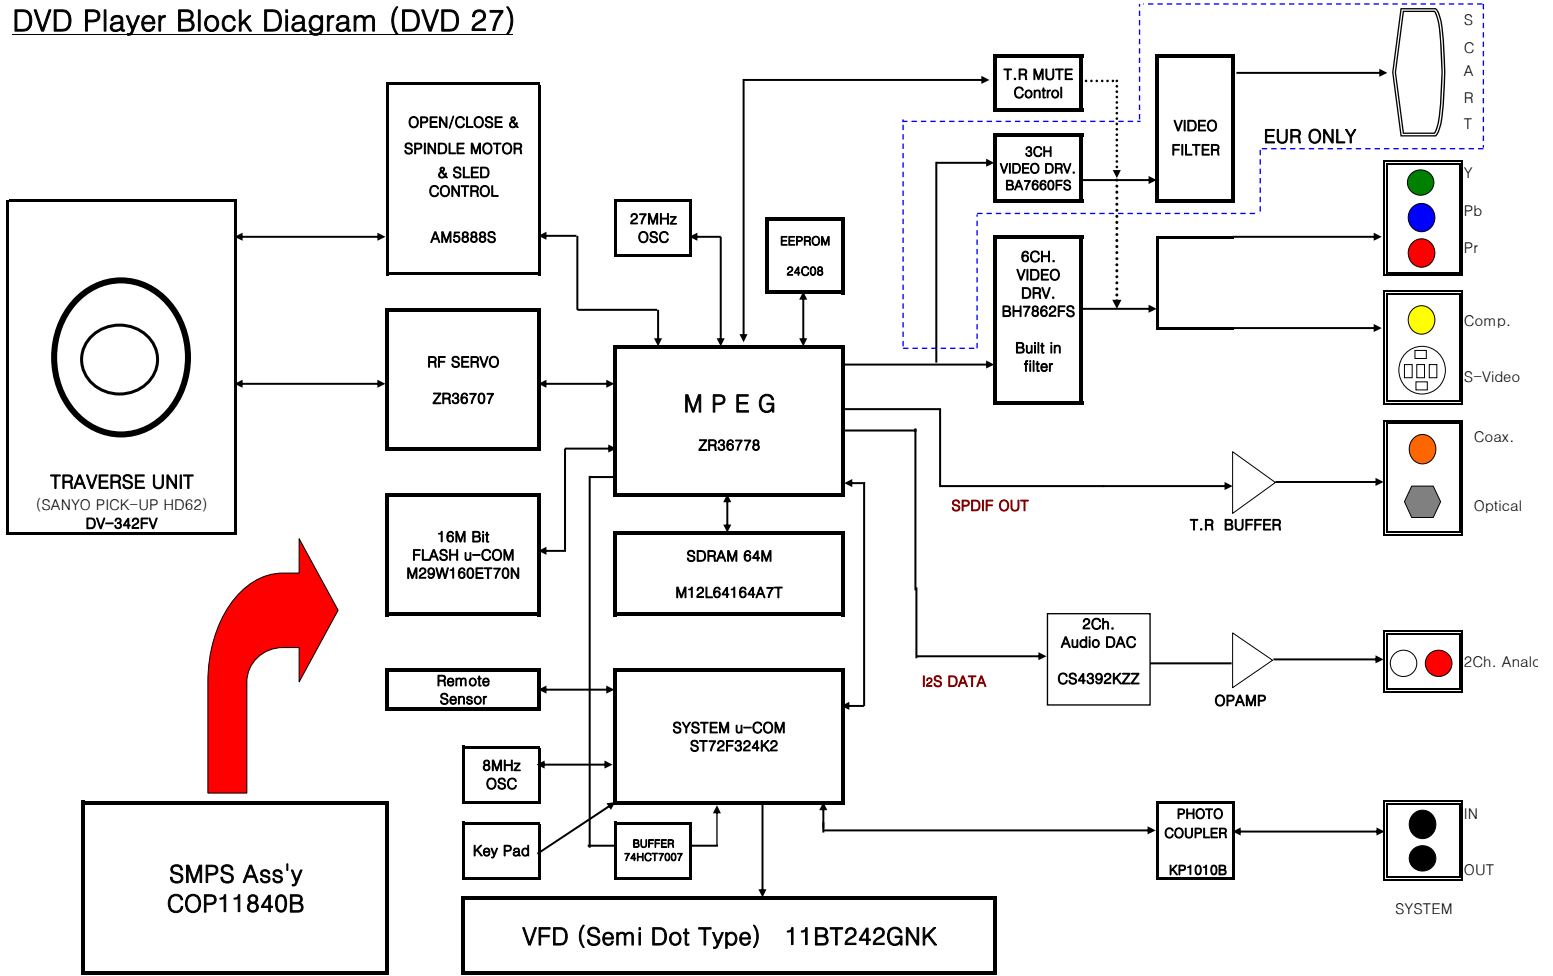 DVD Player Block Diagram (DVD 27)
OPEN/CLOSE &
SPINDLE MOTOR
& SLED
CONTROL
AM5888S
27MHz
OSC
EEPROM
24C08
T.R MUTE
Control
3CH
VIDEO DRV.
BA7660FS
VIDEO
FILTER
EUR ONLY
S
C
A
R
T
6CH.
VIDEO
DRV.
BH7862FS
Built in
filter
Y
Pb
Pr
Comp.
S-Video
TRAVERSE UNIT
(SANYO PICK-UP HD62)
DV-342FV
RF SERVO
ZR36707
M P E G
ZR36778
Coax.
Optical
SPDIF OUT
T.R BUFFER
16M Bit
FLASH u-COM
M29W160ET70N
SDRAM 64M
M12L64164A7T
2Ch.
Audio DAC
CS4392KZZ
I2S DATA
OPAMP
2Ch. Analo
Remote
Sensor
SYSTEM u-COM
ST72F324K2
8MHz
OSC
Key Pad
BUFFER
74HCT7007
PHOTO
COUPLER
KP1010B
IN
OUT
SYSTEM
SMPS Ass'y
COP11840B
VFD (Semi Dot Type) 11BT242GNK